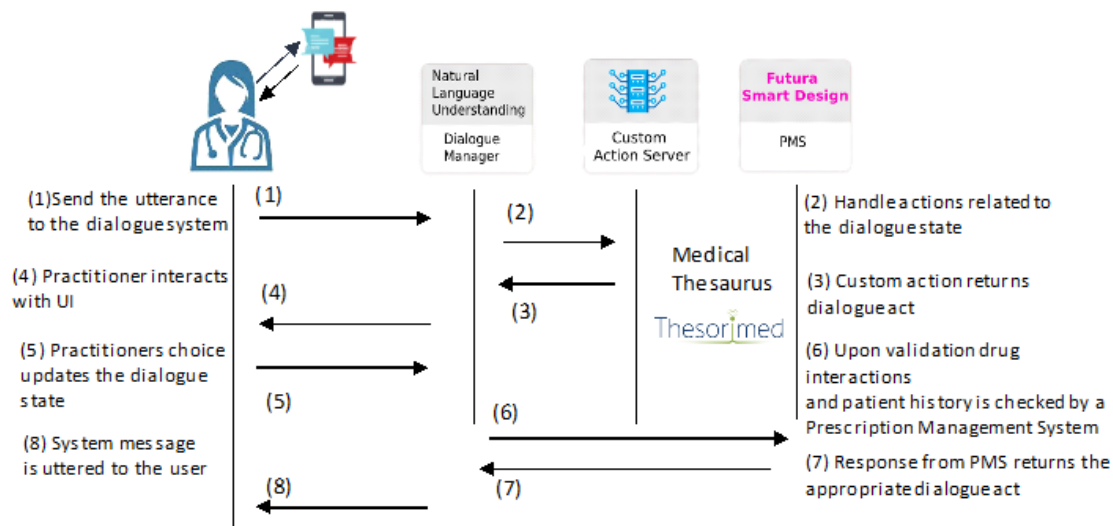 Natural
Language
Understanding
Dialogue
Manager
Custom
Action Server
Futura
Smart Design
PMS
(1)Send the utterance
to the dialogue system
(1)
(2)
(2) Handle actions related to
the dialogue state
Medical
Thesaurus
Thesorimed
(4) Practitioner interacts
with UI
(4)
(3)
(3) Custom action returns
dialogue act
(5) Practitioners choice
updates the dialogue
state
(5)
(6)
(6) Upon validation drug
interactions
and patient history is checked by a
Prescription Management System
(8) System message
is uttered to the user
(8)
(7)
(7) Response from PMS returns the
appropriate dialogue act